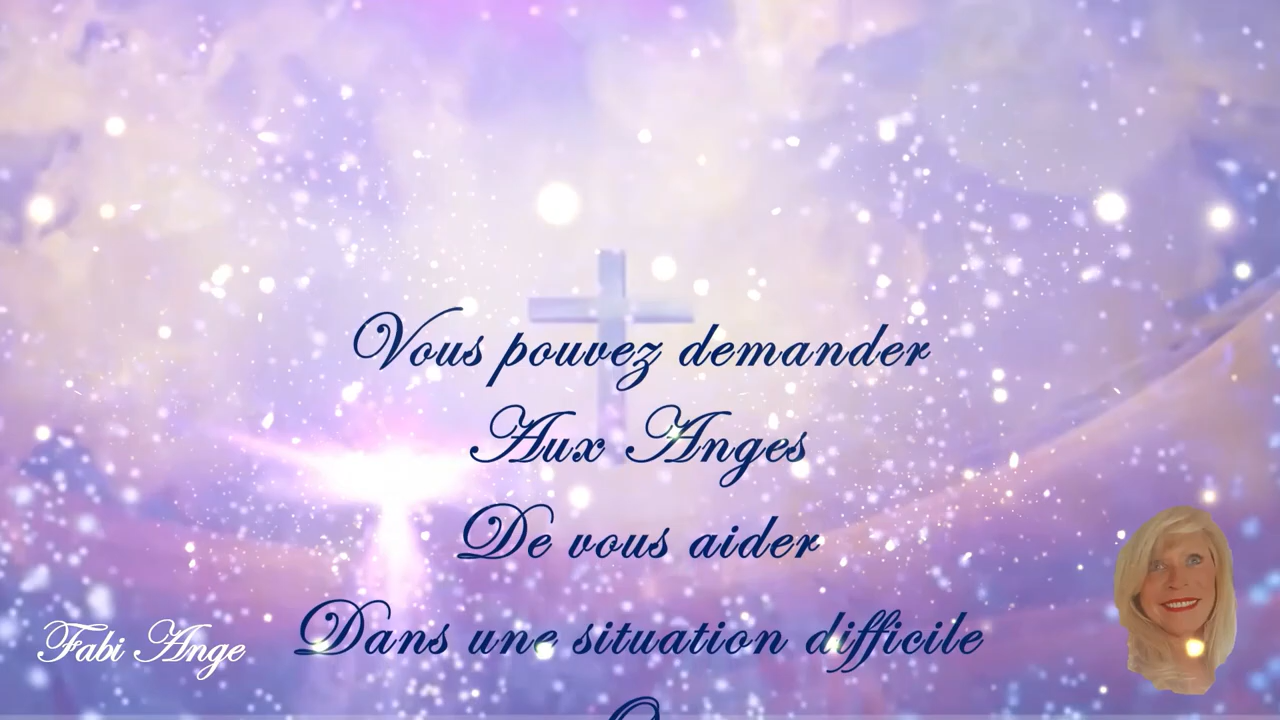 Vous pouvez demander
Aux Anges
De vous aider
Dans une situation difficile
Fabi Ange